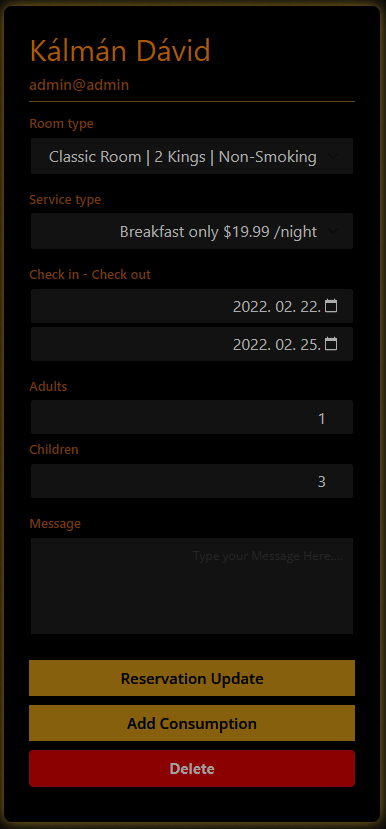 Kálmán Dávid
admin@admin
Room type
Classic Room | 2 Kings | Non-Smoking
Service type
Breakfast only $19.99 /night
Check in - Check out
2022. 02. 22.
2022. 02. 25.
Adults
1
Children
3
Message
Type your Message Here....
Reservation Update
Add Consumption
Delete